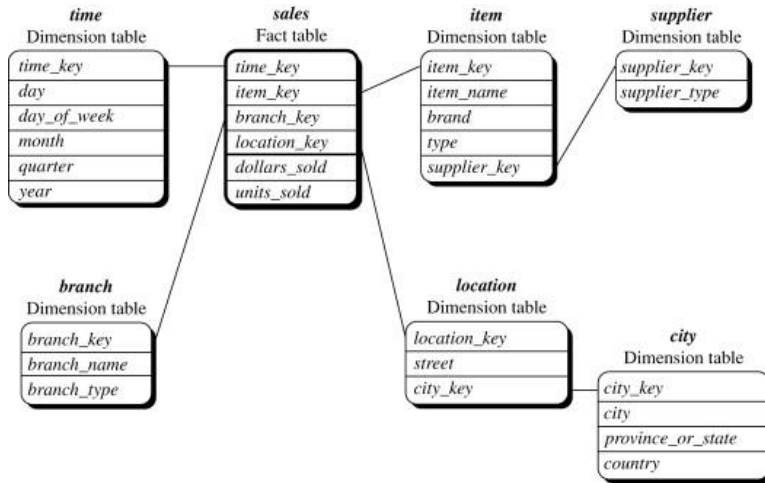 time
Dimension table
time_key
day
day_of_week
month
quarter
year
sales
Fact table
time_key
item_key
branch_key
location_key
dollars_sold
units_sold
item
Dimension table
item_key
item_name
brand
type
supplier_key
supplier
Dimension table
supplier_key
supplier_type
branch
Dimension table
branch_key
branch_name
branch_type
location
Dimension table
location_key
street
city_key
city
Dimension table
city_key
city
province_or_state
country